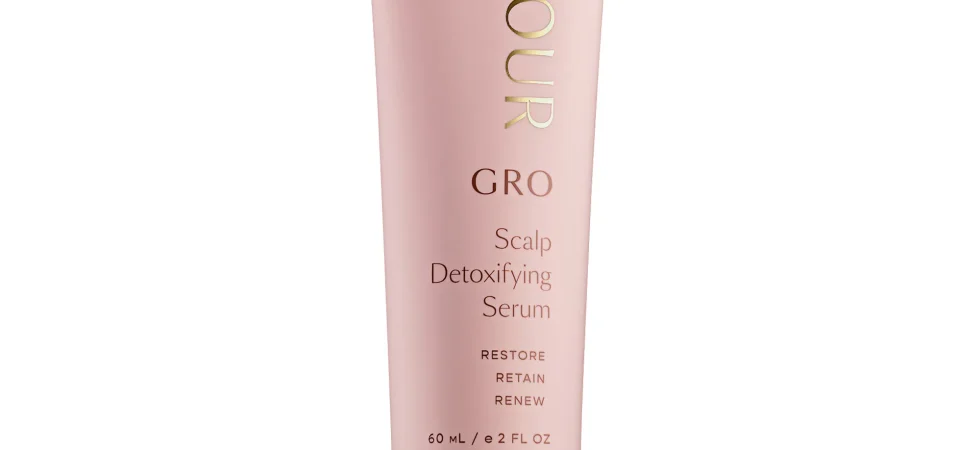 OUR
GRO
Scalp
Detoxifying
Serum
RESTORE
RETAIN
RENEW
60 mL / e 2 FL OZ